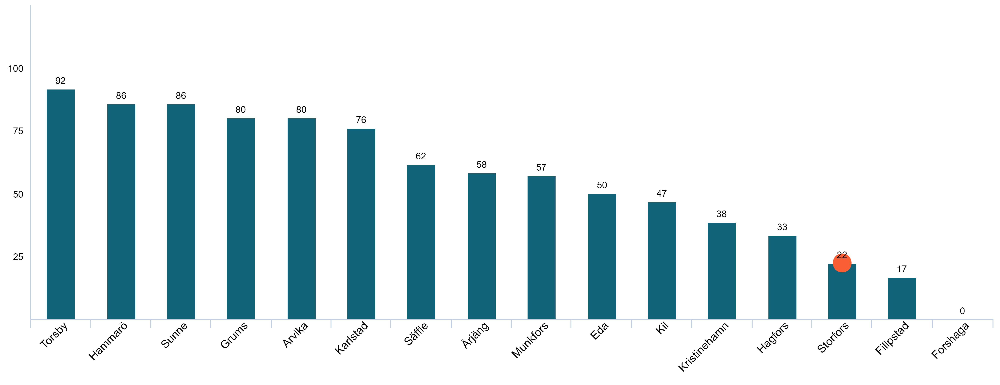 100
75
50
25
92
86
86
80
80
76
62
58
57
50
47
38
33
22
17
0
Torsby
Hammarö
Sunne
Grums
Arvika
Karlstad
Säffle
Årjäng
Munkfors
Eda
Kil
Kristinehamn
Hagfors
Storfors
Filipstad
Forshaga